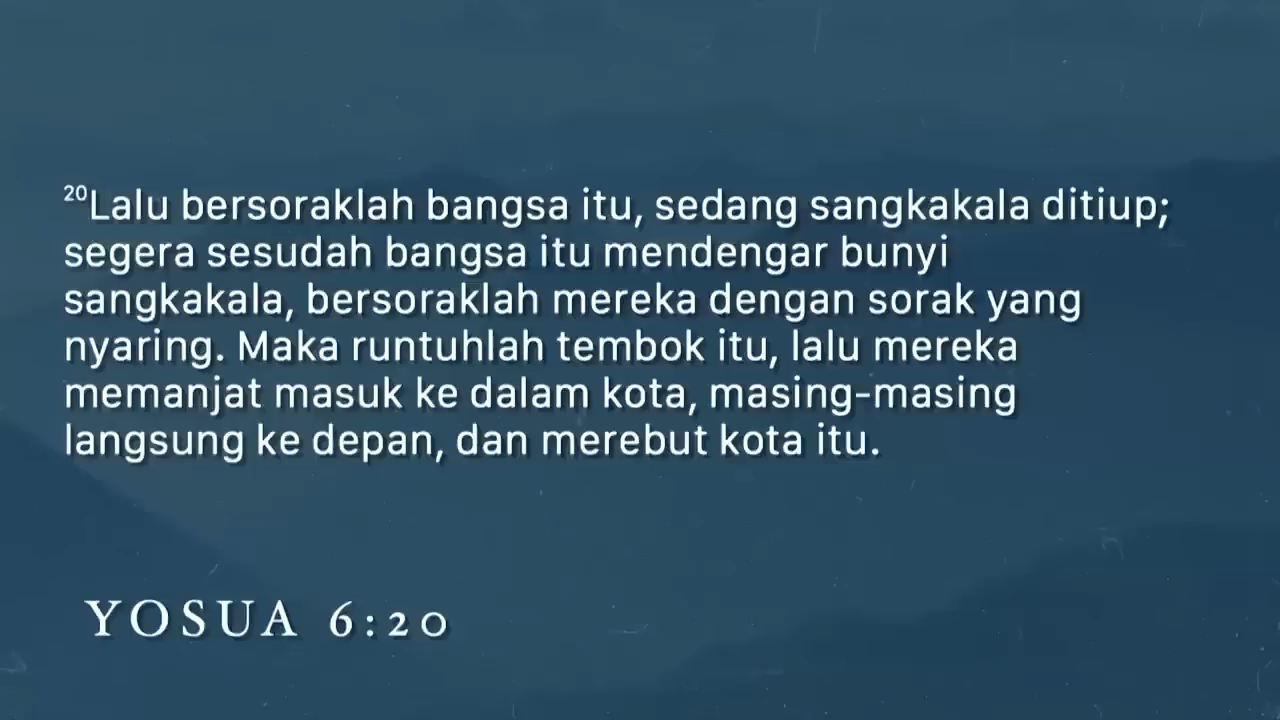 ²⁰Lalu bersoraklah bangsa itu, sedang sangkakala ditiup;
segera sesudah bangsa itu mendengar bunyi
sangkakala, bersoraklah mereka dengan sorak yang
nyaring. Maka runtuhlah tembok itu, lalu mereka
memanjat masuk ke dalam kota, masing-masing
langsung ke depan, dan merebut kota itu.
YOSUA 6:20